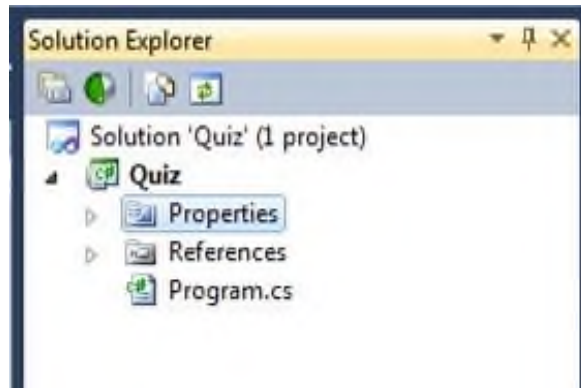 Solution Explorer
Solution 'Quiz' (1 project)
Quiz
Properties
References
Program.cs